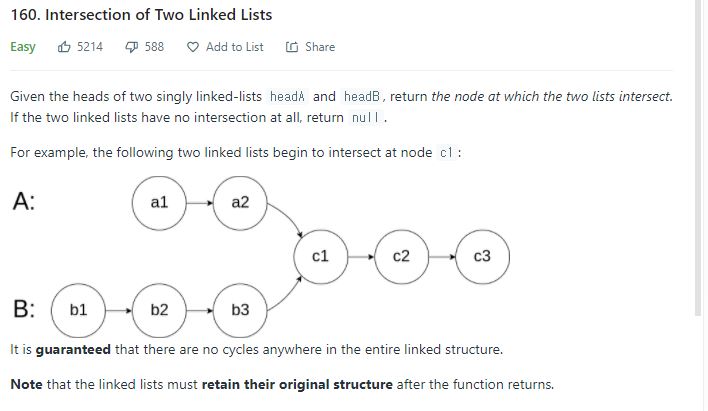 160. Intersection of Two Linked Lists
Easy 5214 588 Add to List Share
Given the heads of two singly linked-lists headA and headB, return the node at which the two lists intersect.
If the two linked lists have no intersection at all, return null.
For example, the following two linked lists begin to intersect at node c1:
A: a1 a2
c1 c2 c3
B: b1 b2 b3
It is guaranteed that there are no cycles anywhere in the entire linked structure.
Note that the linked lists must retain their original structure after the function returns.